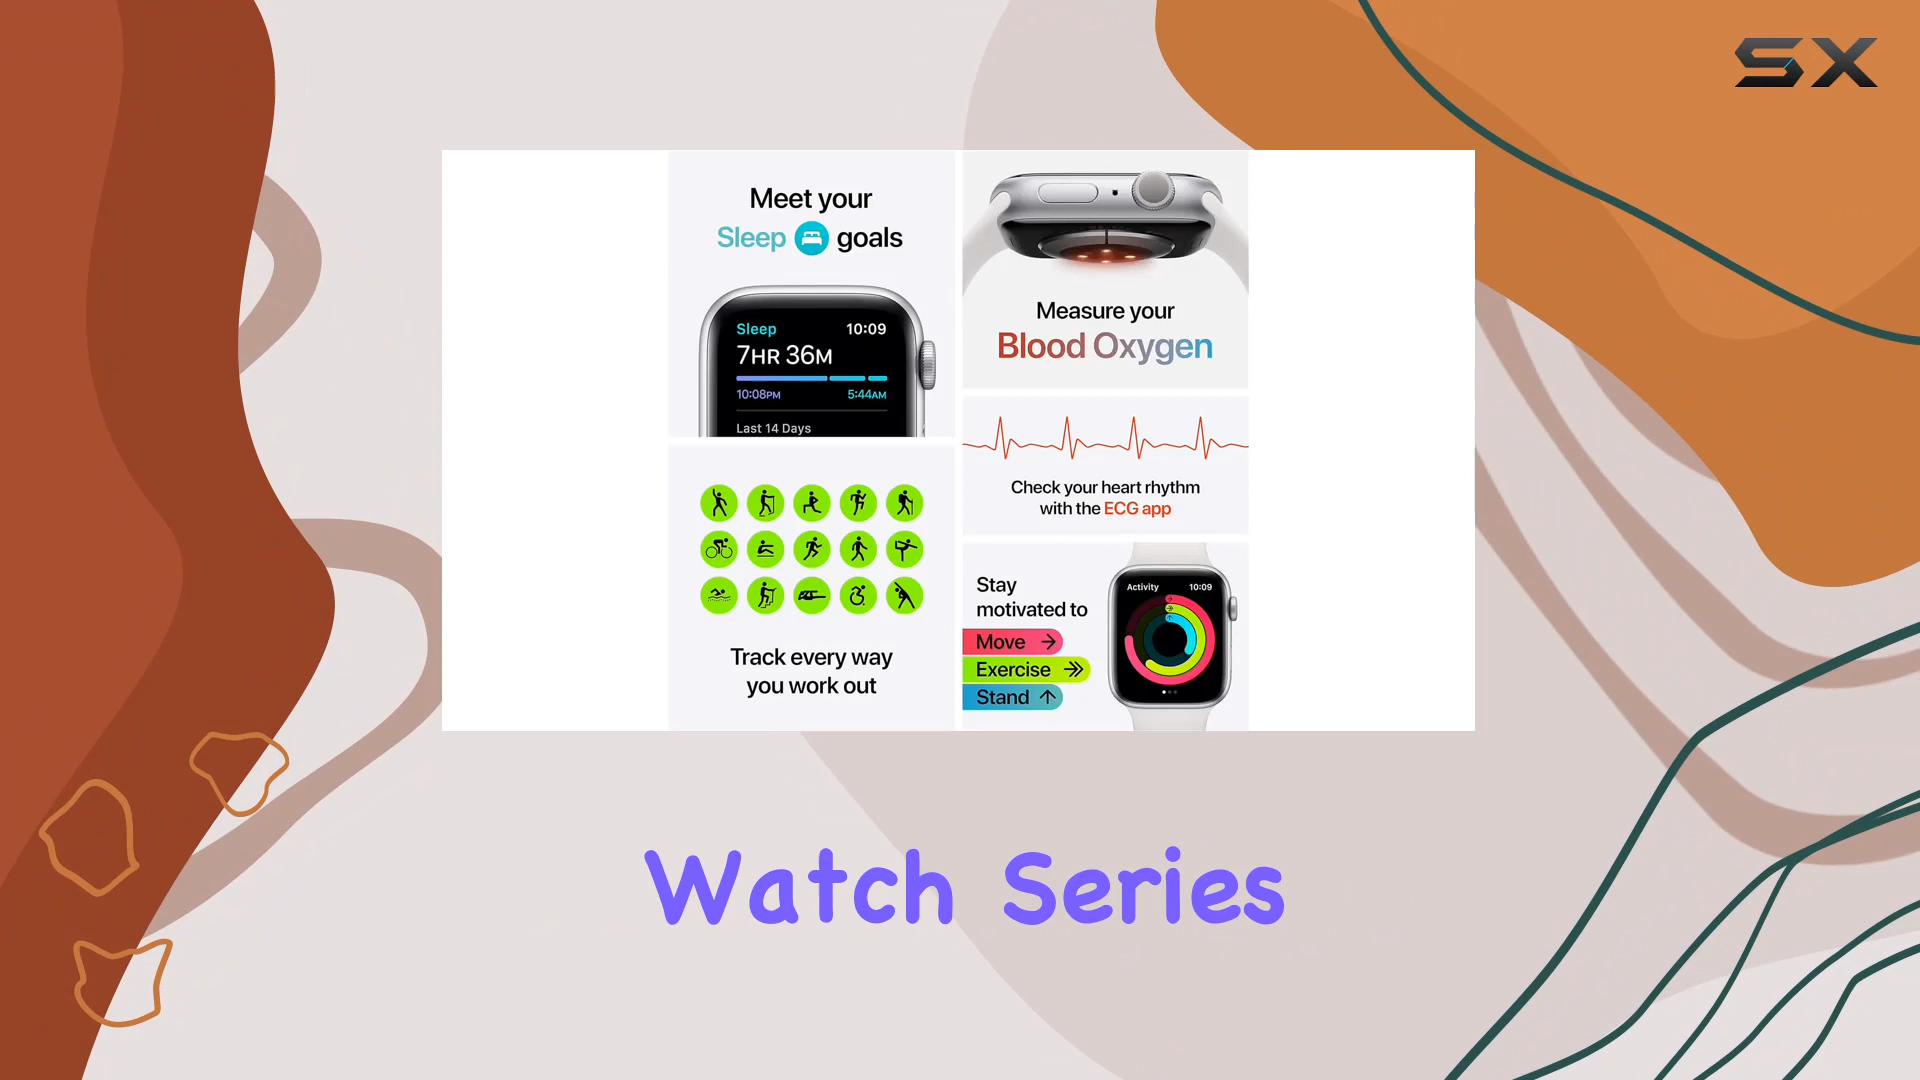 SX
Meet your
Sleep goals
Sleep 10:09
7HR 36M
10:08PM 5:44AM
Last 14 Days
Track every way
you work out
Measure your
Blood Oxygen
Check your heart rhythm
with the ECG app
Stay
motivated to
Move
Exercise
Stand
Activity 10:09
Watch Series